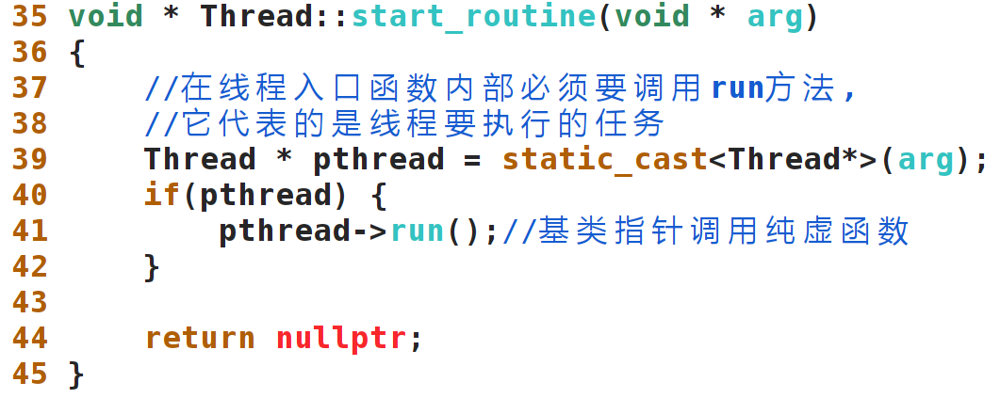 35 void * Thread::start_routine(void * arg)
36 {
37     //在线程入口函数内部必须要调用run方法,
38     //它代表的是线程要执行的任务
39     Thread * pthread = static_cast<Thread*>(arg);
40     if(pthread) {
41         pthread->run();//基类指针调用纯虚函数
42     }
43
44     return nullptr;
45 }